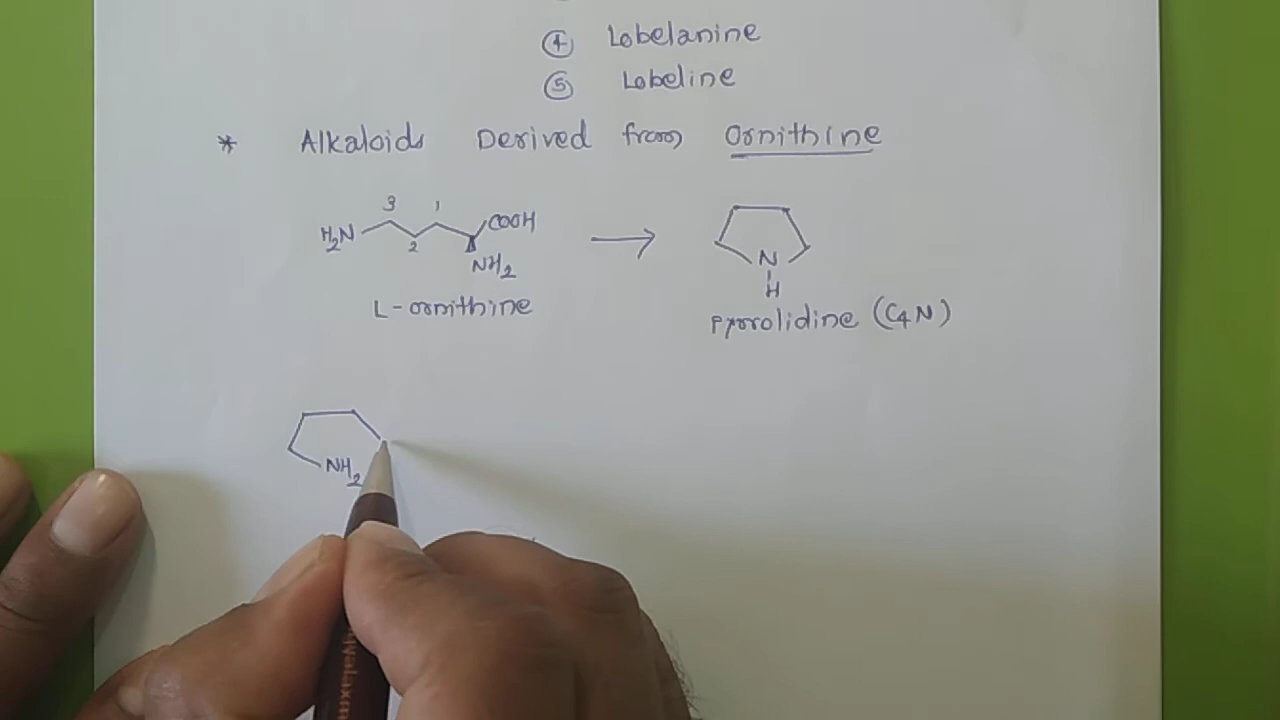 ④ Lobelanine
⑤ Lobeline
* Alkaloids Derived from Ornithine
H2N 3 2 1 COOH
NH2
N
H
L-ornithine
Pyrrolidine (C4N)
NH2